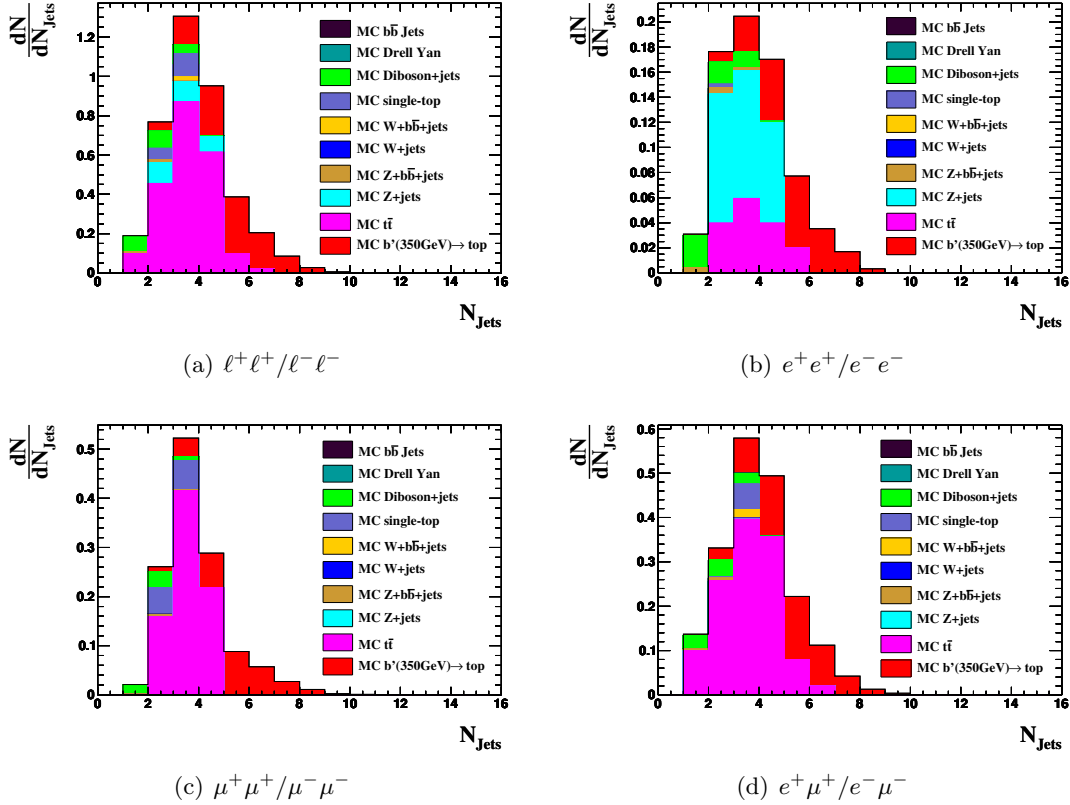 dN
dN_Jets
1.2
1
0.8
0.6
0.4
0.2
0
0 2 4 6 8 10 12 14 16
N_Jets
MC bb̄ Jets
MC Drell Yan
MC Diboson+jets
MC single-top
MC W+bb̄+jets
MC W+jets
MC Z+bb̄+jets
MC Z+jets
MC tt̄
MC b'(350GeV)→ top
(a) ℓ⁺ℓ⁺/ℓ⁻ℓ⁻
dN
dN_Jets
0.2
0.18
0.16
0.14
0.12
0.1
0.08
0.06
0.04
0.02
0
0 2 4 6 8 10 12 14 16
N_Jets
MC bb̄ Jets
MC Drell Yan
MC Diboson+jets
MC single-top
MC W+bb̄+jets
MC W+jets
MC Z+bb̄+jets
MC Z+jets
MC tt̄
MC b'(350GeV)→ top
(b) e⁺e⁺/e⁻e⁻
dN
dN_Jets
0.5
0.4
0.3
0.2
0.1
0
0 2 4 6 8 10 12 14 16
N_Jets
MC bb̄ Jets
MC Drell Yan
MC Diboson+jets
MC single-top
MC W+bb̄+jets
MC W+jets
MC Z+bb̄+jets
MC Z+jets
MC tt̄
MC b'(350GeV)→ top
(c) μ⁺μ⁺/μ⁻μ⁻
dN
dN_Jets
0.6
0.5
0.4
0.3
0.2
0.1
0
0 2 4 6 8 10 12 14 16
N_Jets
MC bb̄ Jets
MC Drell Yan
MC Diboson+jets
MC single-top
MC W+bb̄+jets
MC W+jets
MC Z+bb̄+jets
MC Z+jets
MC tt̄
MC b'(350GeV)→ top
(d) e⁺μ⁺/e⁻μ⁻